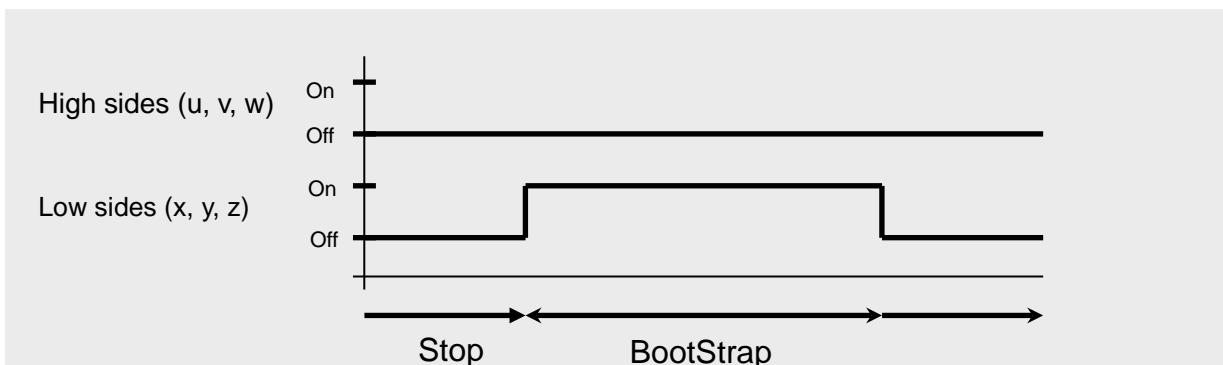 High sides (u, v, w)
On
Off
Low sides (x, y, z)
On
Off
Stop
BootStrap